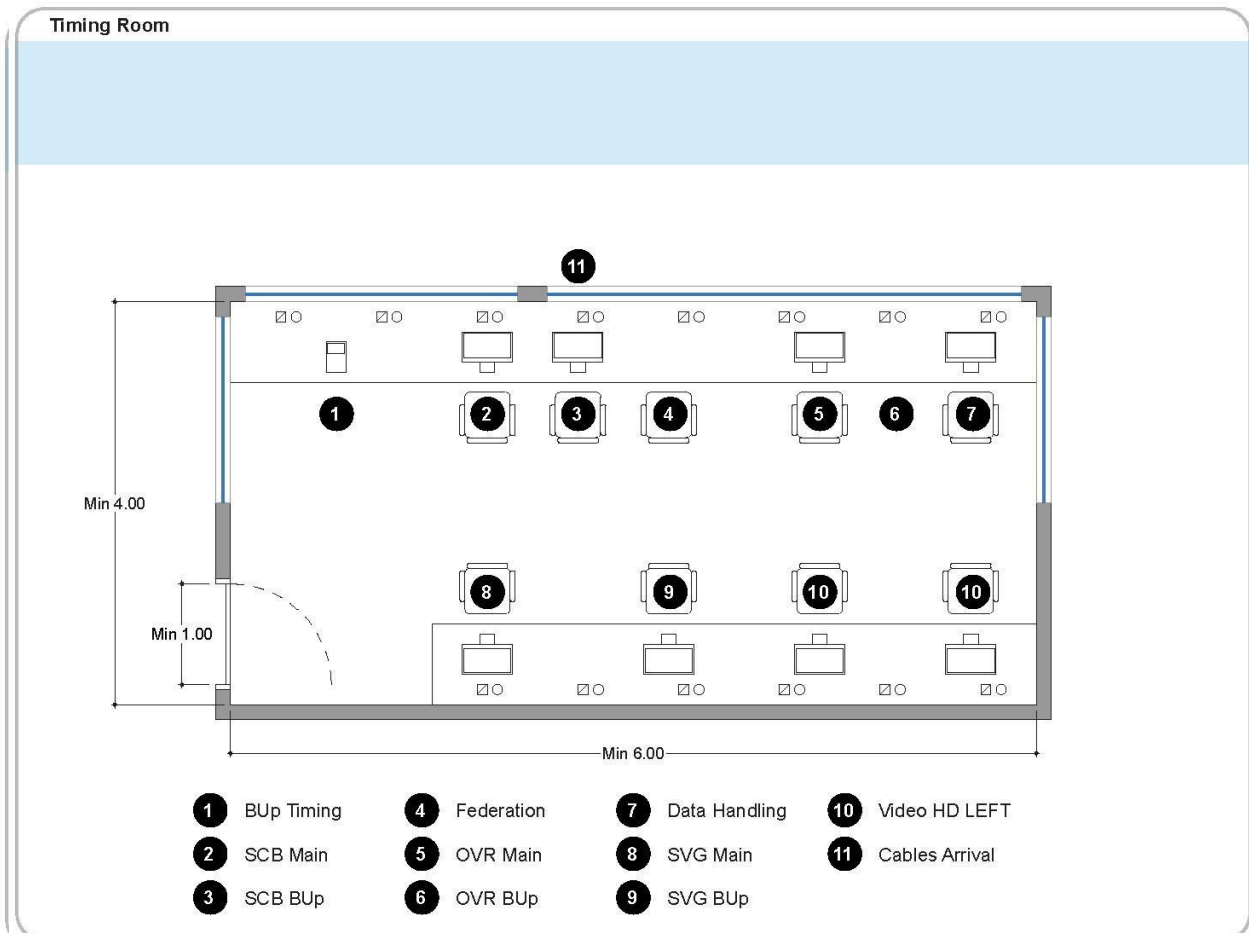 Timing Room
11
1 2 3 4 5 6 7
Min 4.00
8 9 10 10
Min 1.00
Min 6.00
1 BUp Timing
2 SCB Main
3 SCB BUp
4 Federation
5 OVR Main
6 OVR BUp
7 Data Handling
8 SVG Main
9 SVG BUp
10 Video HD LEFT
11 Cables Arrival